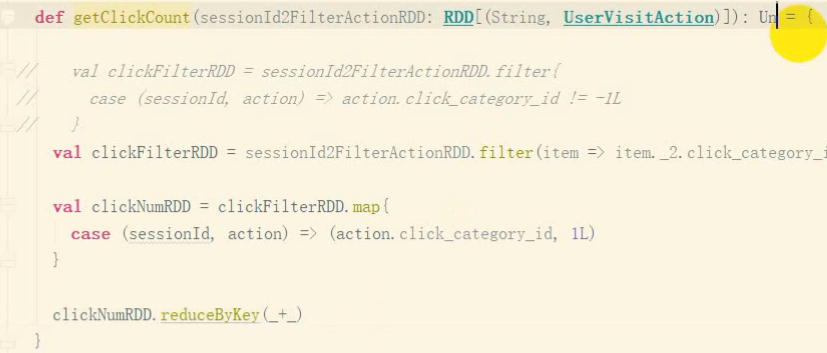 def getClickCount(sessionId2FilterActionRDD: RDD[(String, UserVisitAction)]): Un = {
// val clickFilterRDD = sessionId2FilterActionRDD.filter{
// case (sessionId, action) => action.click_category_id != -1L
// }
val clickFilterRDD = sessionId2FilterActionRDD.filter(item => item._2.click_category_i
val clickNumRDD = clickFilterRDD.map{
case (sessionId, action) => (action.click_category_id, 1L)
}
clickNumRDD.reduceByKey(_+_)
}